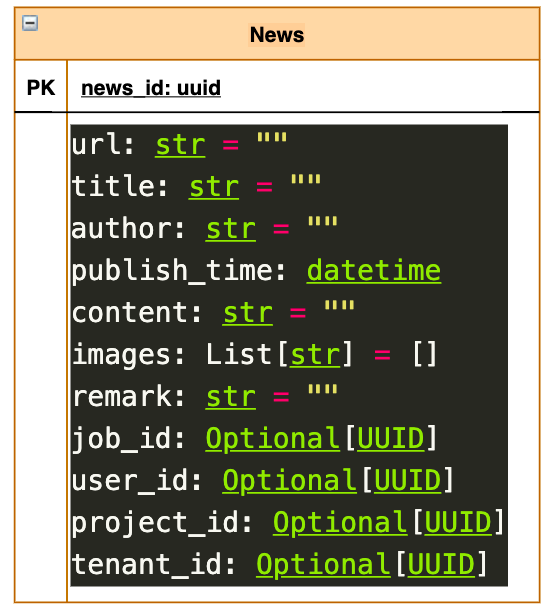 News
PK news_id: uuid
url: str = ""
title: str = ""
author: str = ""
publish_time: datetime
content: str = ""
images: List[str] = []
remark: str = ""
job_id: Optional[UUID]
user_id: Optional[UUID]
project_id: Optional[UUID]
tenant_id: Optional[UUID]